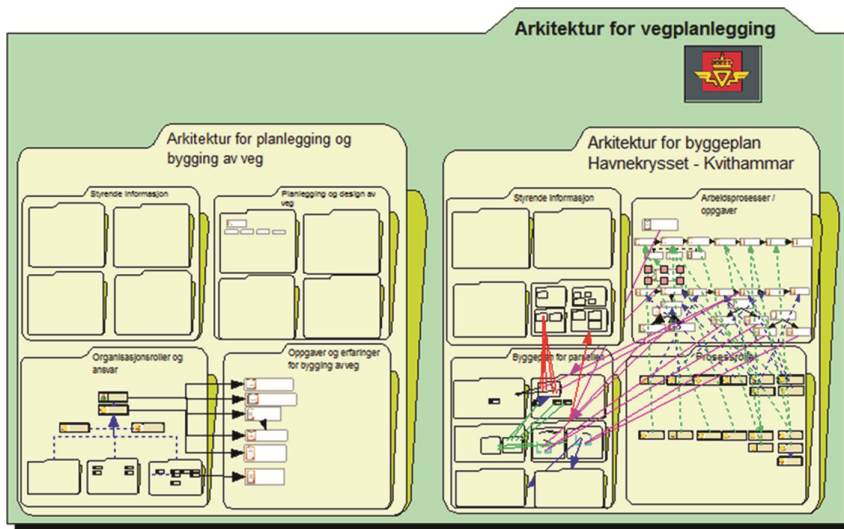 Arkitektur for vegplanlegging
Arkitektur for planlegging og
bygging av veg
Styrende informasjon
Planlegging og design av
veg
Organisasjonsroller og
ansvar
Oppgaver og erfaringer
for bygging av veg
Arkitektur for byggeplan
Havnekrysset - Kvithammar
Styrende informasjon
Arbeidsprosesser /
oppgaver
Byggeplan for parsellen
Prosessroller